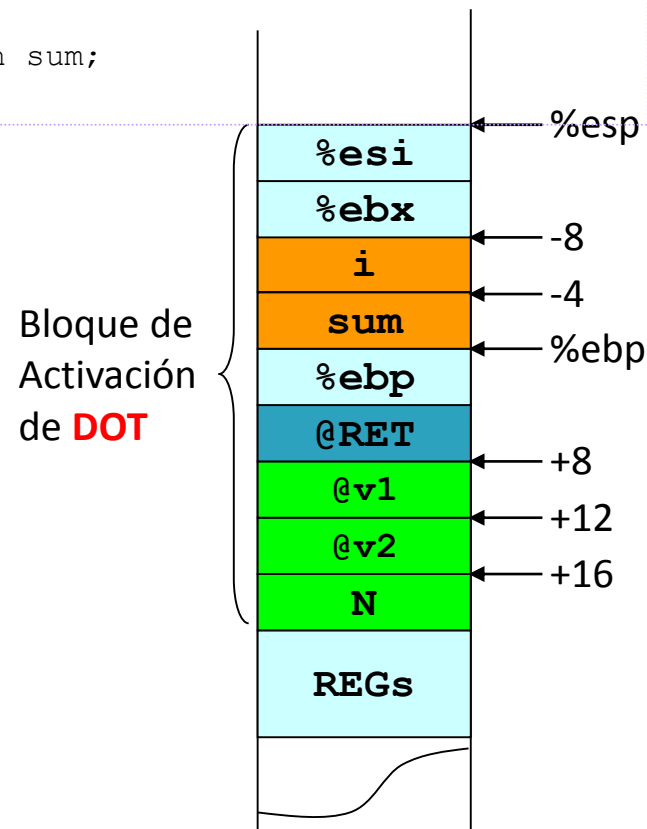 n sum;
%esp
%esi
%ebx
-8
i
-4
sum
%ebp
%ebp
@RET
+8
@v1
+12
@v2
+16
N
REGs
Bloque de
Activación
de DOT